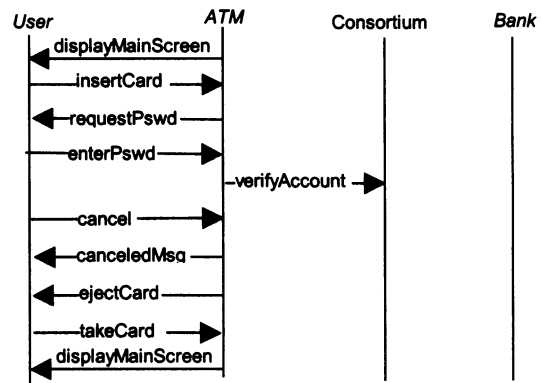 User ATM Consortium Bank
displayMainScreen
insertCard
requestPswd
enterPswd
verifyAccount
cancel
canceledMsg
ejectCard
takeCard
displayMainScreen